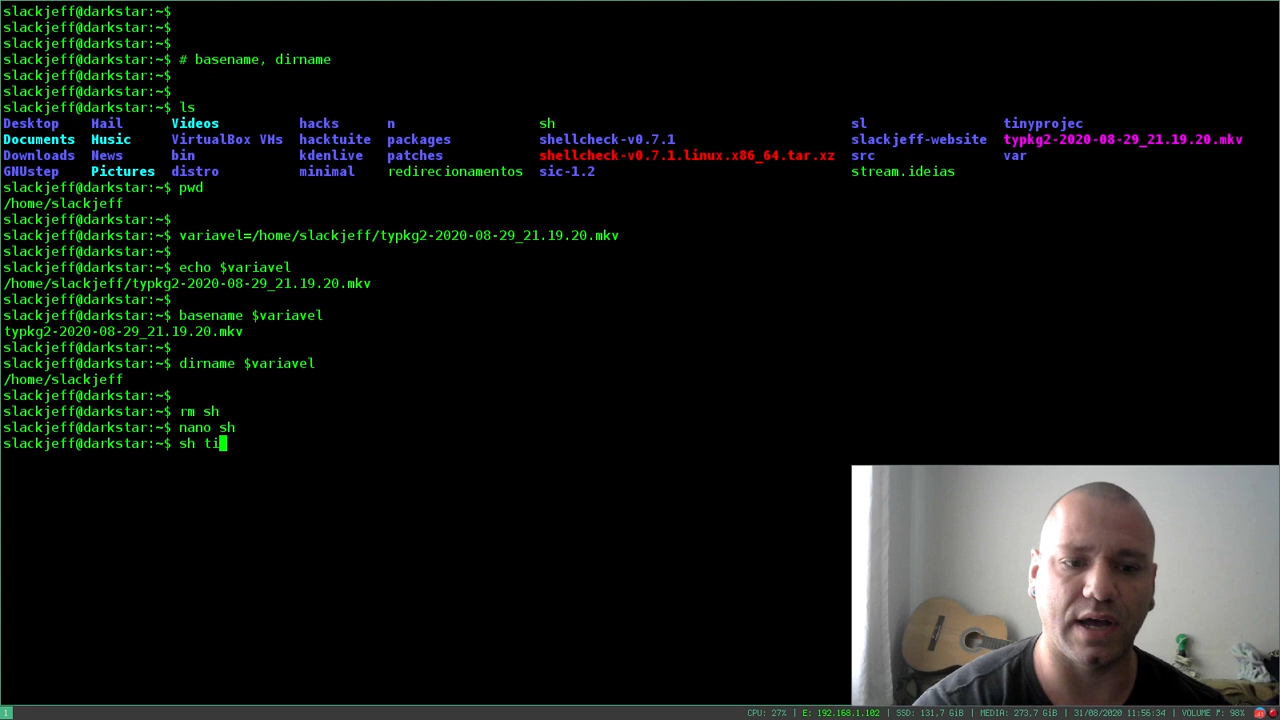 slackjeff@darkstar:~$
slackjeff@darkstar:~$
slackjeff@darkstar:~$
slackjeff@darkstar:~$ # basename, dirname
slackjeff@darkstar:~$
slackjeff@darkstar:~$
slackjeff@darkstar:~$ ls
Desktop Mail Videos hacks n sh sl tinyprojec
Documents Music VirtualBox VMs hacktuite packages shellcheck-v0.7.1 slackjeff-website typkg2-2020-08-29_21.19.20.mkv
Downloads News bin kdenlive patches shellcheck-v0.7.1.linux.x86_64.tar.xz src var
GNUstep Pictures distro minimal redirecionamentos sic-1.2 stream.ideias
slackjeff@darkstar:~$ pwd
/home/slackjeff
slackjeff@darkstar:~$
slackjeff@darkstar:~$ variavel=/home/slackjeff/typkg2-2020-08-29_21.19.20.mkv
slackjeff@darkstar:~$
slackjeff@darkstar:~$ echo $variavel
/home/slackjeff/typkg2-2020-08-29_21.19.20.mkv
slackjeff@darkstar:~$
slackjeff@darkstar:~$ basename $variavel
typkg2-2020-08-29_21.19.20.mkv
slackjeff@darkstar:~$
slackjeff@darkstar:~$ dirname $variavel
/home/slackjeff
slackjeff@darkstar:~$
slackjeff@darkstar:~$ rm sh
slackjeff@darkstar:~$ nano sh
slackjeff@darkstar:~$ sh ti
1 CPU: 27% | E: 192.168.1.102 | SSD: 131,7 GiB | MEDIA: 273,7 GiB | 31/08/2020 11:56:34 | VOLUME P: 98%